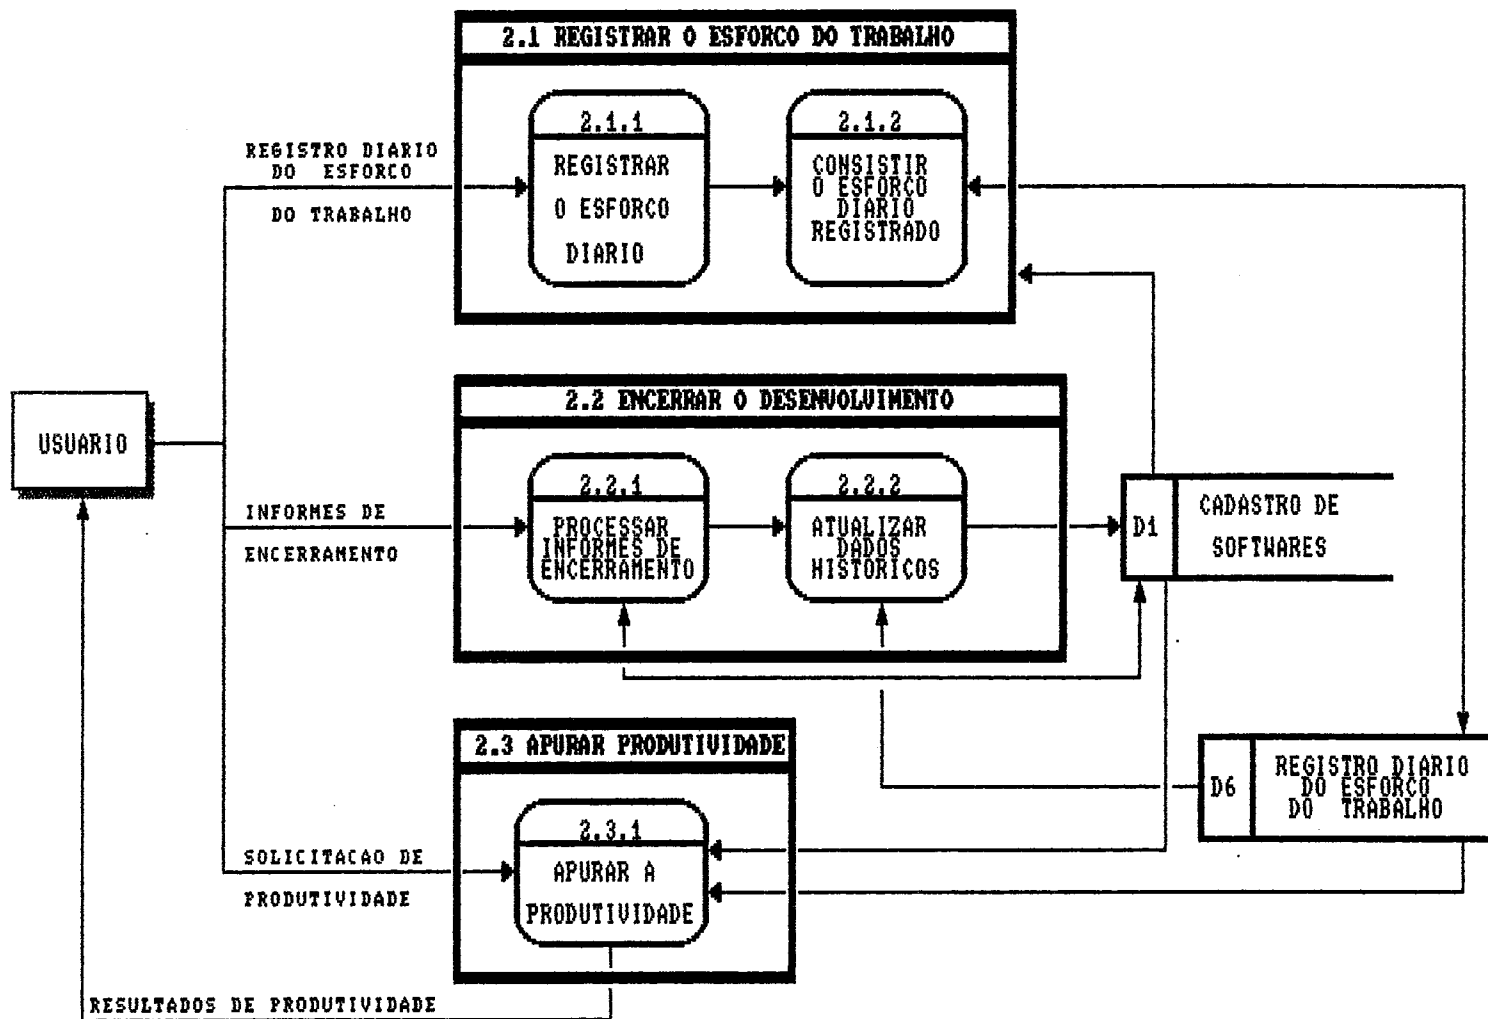 2.1 REGISTRAR O ESFORCO DO TRABALHO
2.1.1
REGISTRAR
O ESFORCO
DIARIO
2.1.2
CONSISTIR
O ESFORCO
DIARIO
REGISTRADO
REGISTRO DIARIO
DO ESFORCO
DO TRABALHO
USUARIO
2.2 ENCERRAR O DESENVOLVIMENTO
2.2.1
PROCESSAR
INFORMES DE
ENCERRAMENTO
2.2.2
ATUALIZAR
DADOS
HISTORICOS
INFORMES DE
ENCERRAMENTO
D1
CADASTRO DE
SOFTWARES
2.3 APURAR PRODUTIVIDADE
2.3.1
APURAR A
PRODUTIVIDADE
D6
REGISTRO DIARIO
DO ESFORCO
DO TRABALHO
SOLICITACAO DE
PRODUTIVIDADE
RESULTADOS DE PRODUTIVIDADE